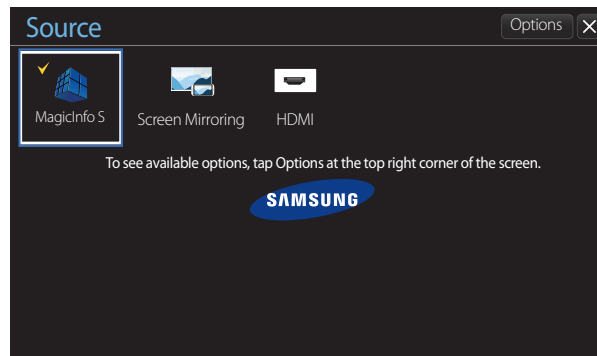 Source
Options
MagicInfo S
Screen Mirroring
HDMI
To see available options, tap Options at the top right corner of the screen.
SAMSUNG